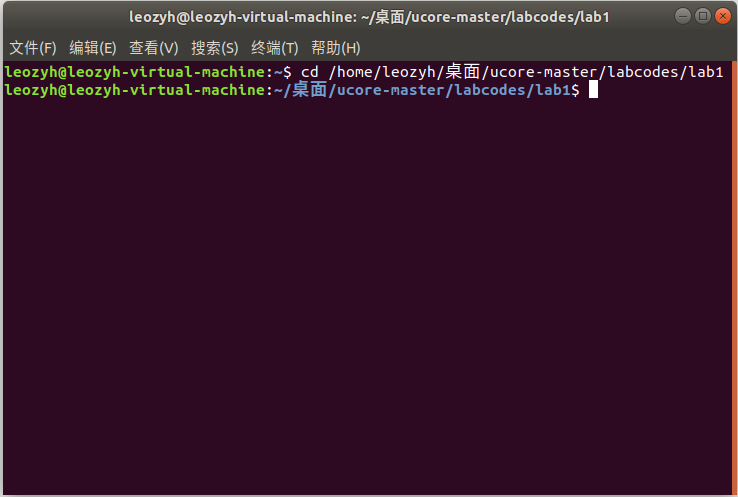 leozyh@leozyh-virtual-machine: ~/桌面/ucore-master/labcodes/lab1
文件(F) 编辑(E) 查看(V) 搜索(S) 终端(T) 帮助(H)
leozyh@leozyh-virtual-machine:~$ cd /home/leozyh/桌面/ucore-master/labcodes/lab1
leozyh@leozyh-virtual-machine:~/桌面/ucore-master/labcodes/lab1$